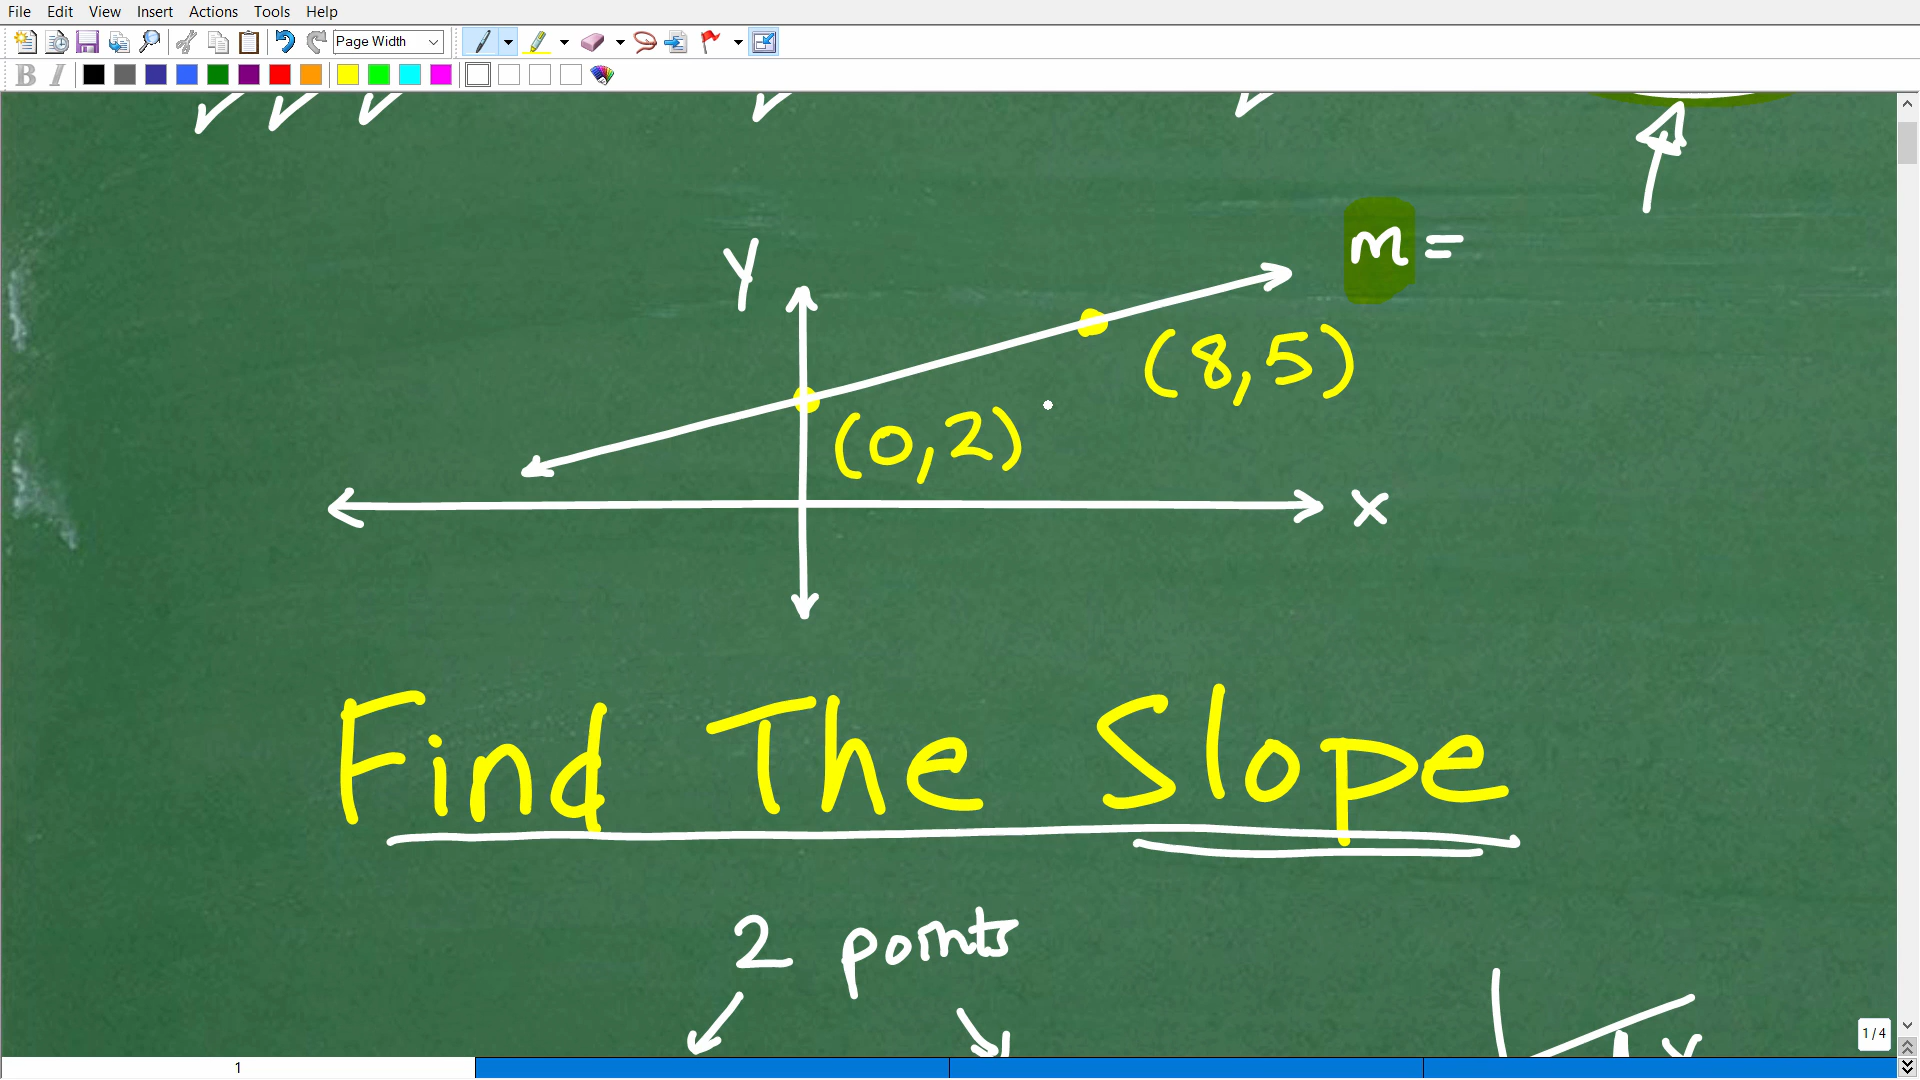 File Edit View Insert Actions Tools Help
Page Width
B I
m =
y
(8,5)
(0,2)
x
Find The Slope
2 points
1 / 4
1